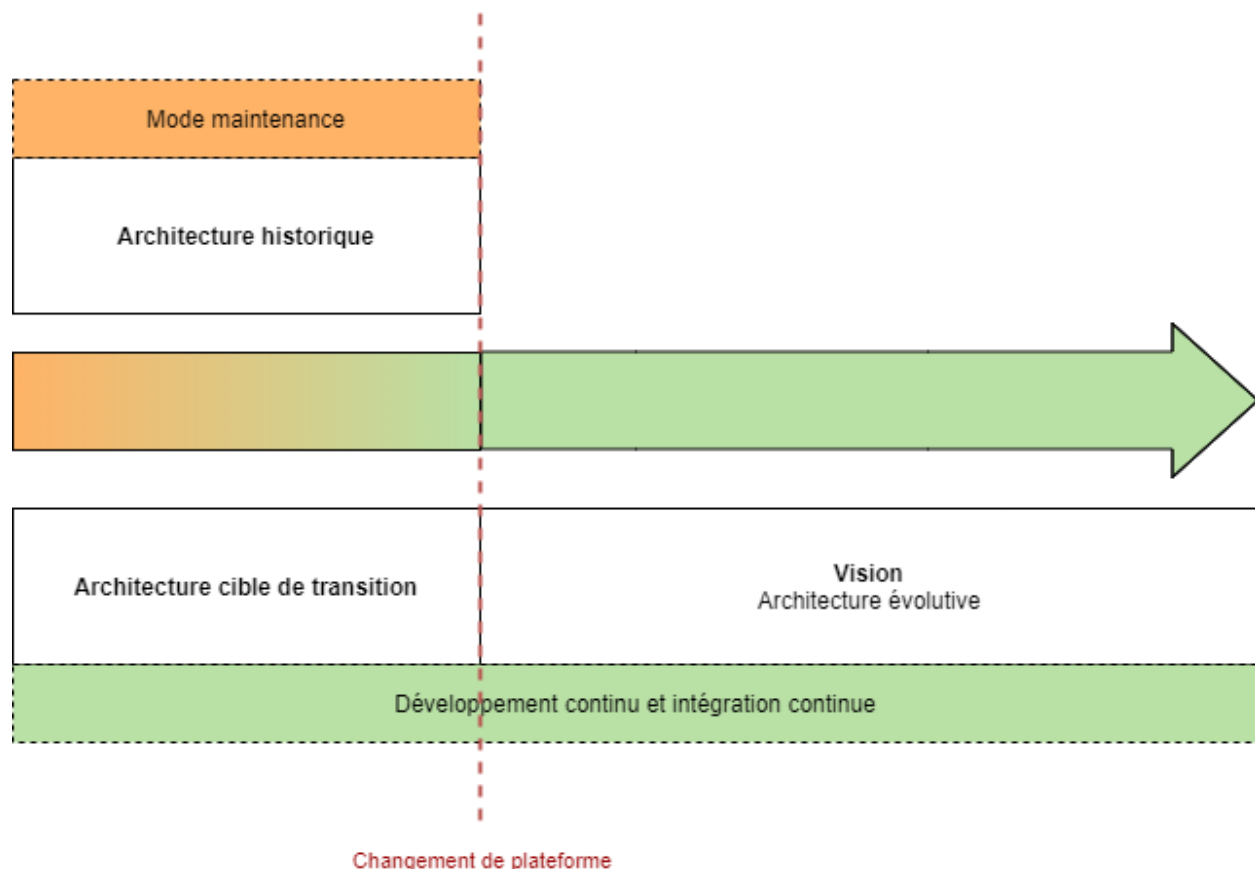 Mode maintenance
Architecture historique
Architecture cible de transition
Vision
Architecture évolutive
Développement continu et intégration continue
Changement de plateforme